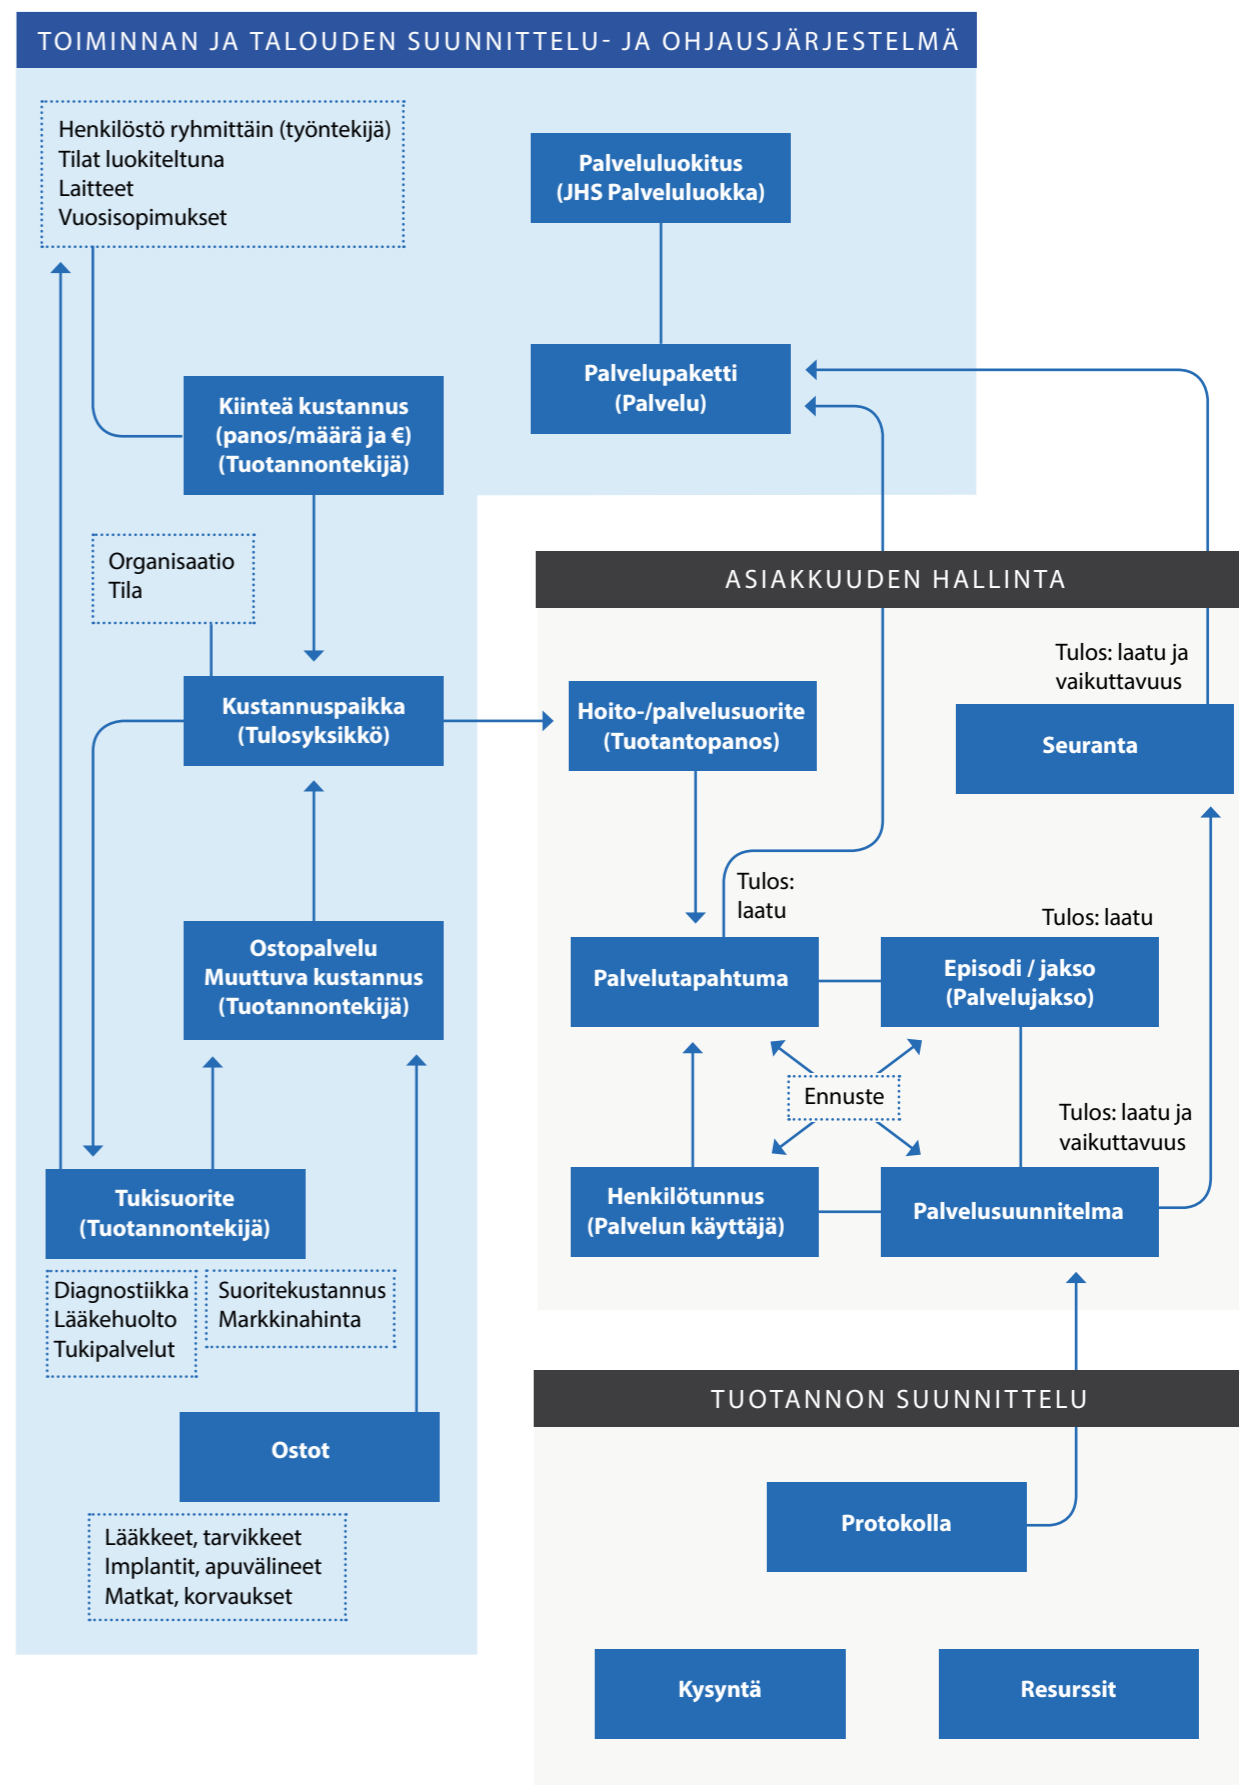 TOIMINNAN JA TALOUDEN SUUNNITTELU- JA OHJAUSJÄRJESTELMÄ
Henkilöstö ryhmittäin (työntekijä)
Tilat luokiteltuna
Laitteet
Vuosisopimukset
Palveluluokitus
(JHS Palveluluokka)
Palvelupaketti
(Palvelu)
Kiinteä kustannus
(panos/määrä ja €)
(Tuotannontekijä)
Organisaatio
Tila
Kustannuspaikka
(Tulosyksikkö)
Ostopalvelu
Muuttuva kustannus
(Tuotannontekijä)
Tukisuorite
(Tuotannontekijä)
Diagnostiikka
Lääkehuolto
Tukipalvelut
Suoritekustannus
Markkinahinta
Ostot
Lääkkeet, tarvikkeet
Implantit, apuvälineet
Matkat, korvaukset
ASIAKKUUDEN HALLINTA
Tulos: laatu ja
vaikuttavuus
Hoito-/palvelusuorite
(Tuotantopanos)
Seuranta
Tulos:
laatu
Tulos: laatu
Palvelutapahtuma
Episodi / jakso
(Palvelujakso)
Ennuste
Tulos: laatu ja
vaikuttavuus
Henkilötunnus
(Palvelun käyttäjä)
Palvelusuunnitelma
TUOTANNON SUUNNITTELU
Protokolla
Kysyntä
Resurssit